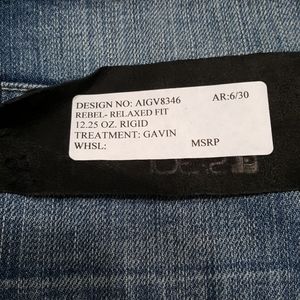 DESIGN NO: AIGV8346 AR:6/30
REBEL- RELAXED FIT
12.25 OZ. RIGID
TREATMENT: GAVIN
WHSL: MSRP